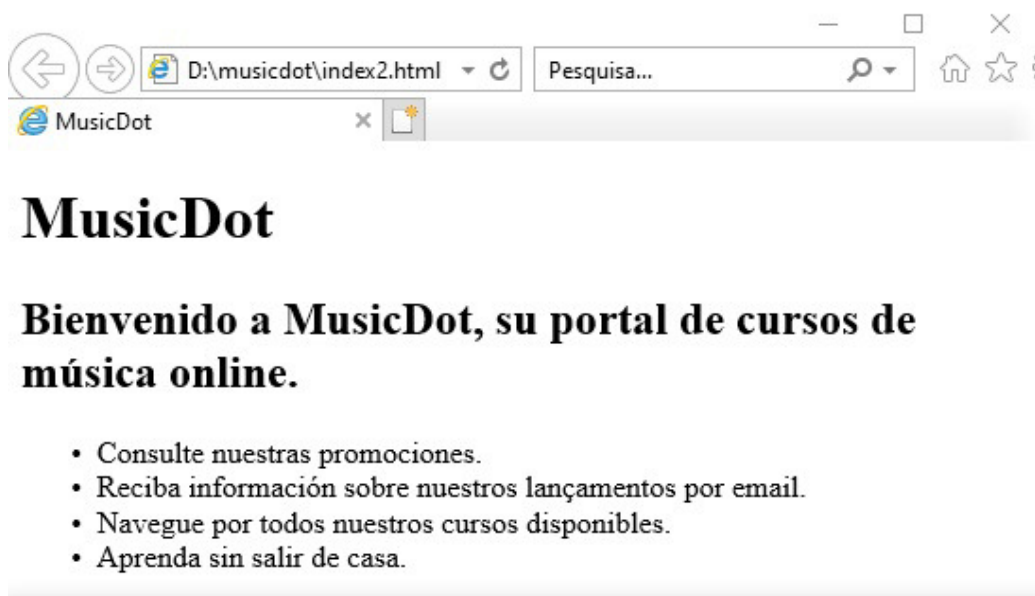 D:\musicdot\index2.html
Pesquisa...
MusicDot
MusicDot
Bienvenido a MusicDot, su portal de cursos de
música online.
• Consulte nuestras promociones.
• Reciba información sobre nuestros lançamentos por email.
• Navegue por todos nuestros cursos disponibles.
• Aprenda sin salir de casa.